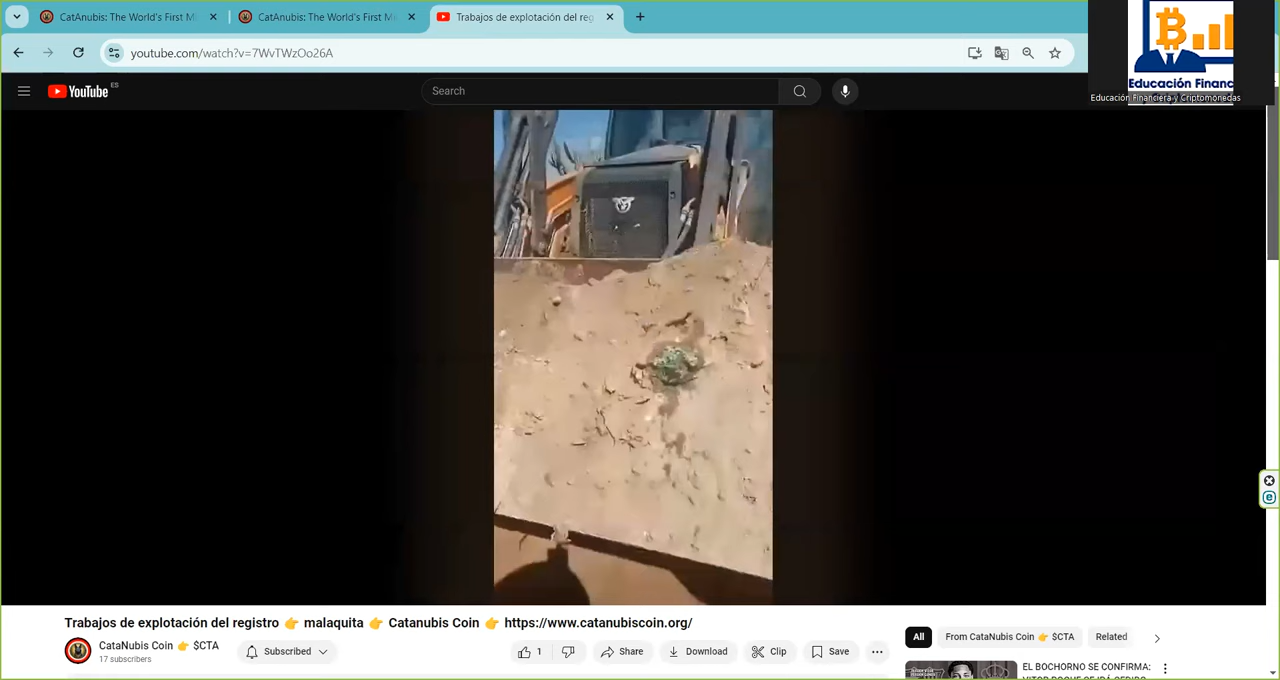 CatAnubis: The World's First M
CatAnubis: The World's First Mi
Trabajos de explotación del reg
youtube.com/watch?v=7WvTWzOo26A
Educación Financ
Educación Financiera y Criptomonedas
YouTube ES
Search
Trabajos de explotación del registro 👉 malaquita 👉 Catanubis Coin 👉 https://www.catanubiscoin.org/
CataNubis Coin 👉 $CTA
17 subscribers
Subscribed
1
Share
Download
Clip
Save
All
From CataNubis Coin 👉 $CTA
Related
EL BOCHORNO SE CONFIRMA: